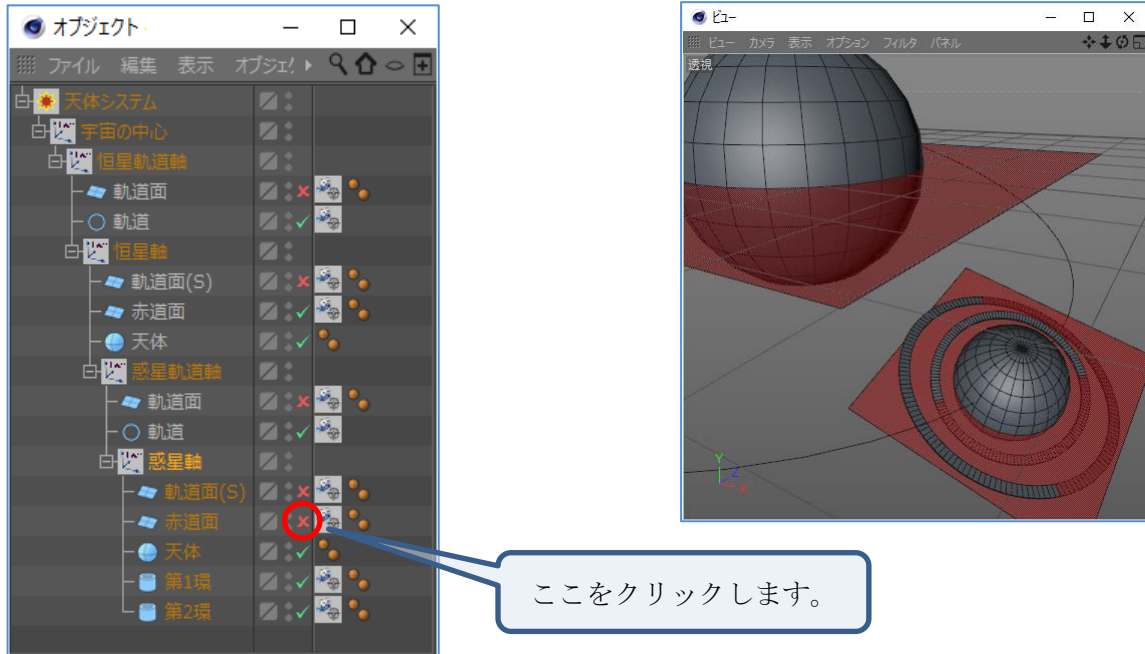 オブジェクト
ファイル 編集 表示 オブジェ
天体システム
宇宙の中心
恒星軌道軸
軌道面
軌道
恒星軸
軌道面(S)
赤道面
天体
惑星軌道軸
軌道面
軌道
惑星軸
軌道面(S)
赤道面
天体
第1環
第2環
ここをクリックします。
ビュー
ビュー カメラ 表示 オプション フィルタ パネル
透視
Y
Z
X